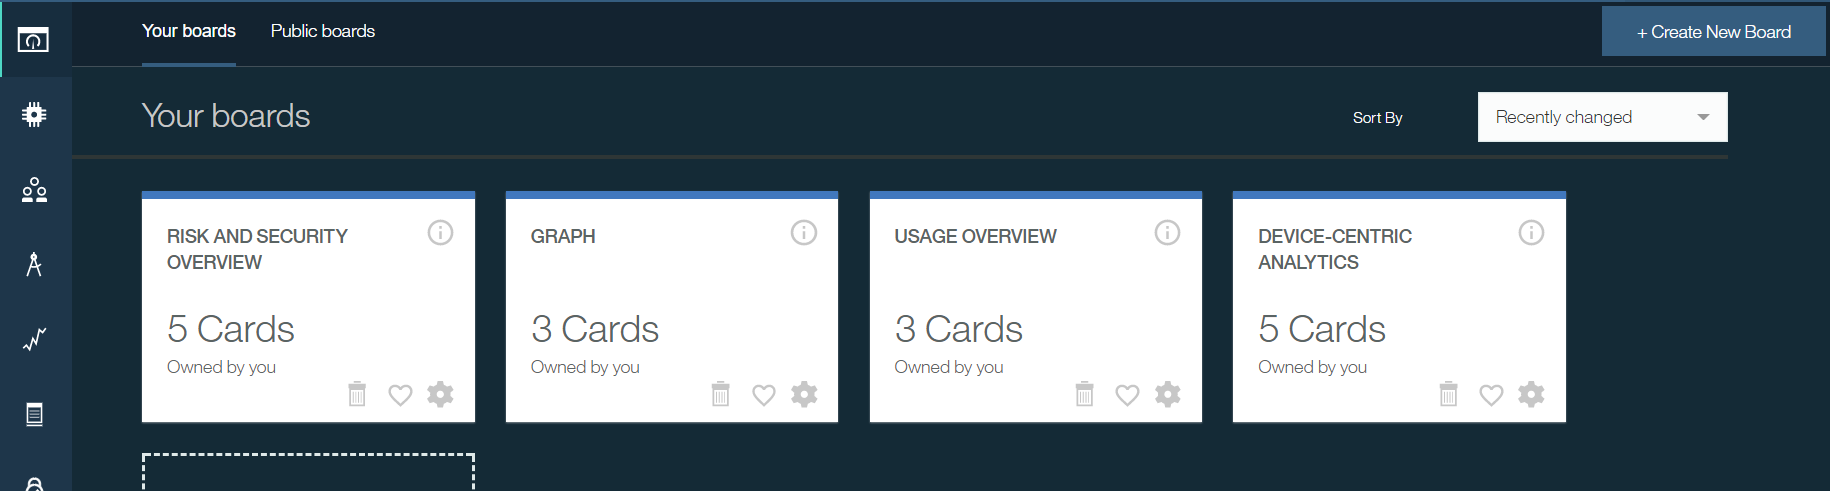 Your boards
Public boards
+ Create New Board
Your boards
Sort By
Recently changed
RISK AND SECURITY
OVERVIEW
5 Cards
Owned by you
GRAPH
3 Cards
Owned by you
USAGE OVERVIEW
3 Cards
Owned by you
DEVICE-CENTRIC
ANALYTICS
5 Cards
Owned by you